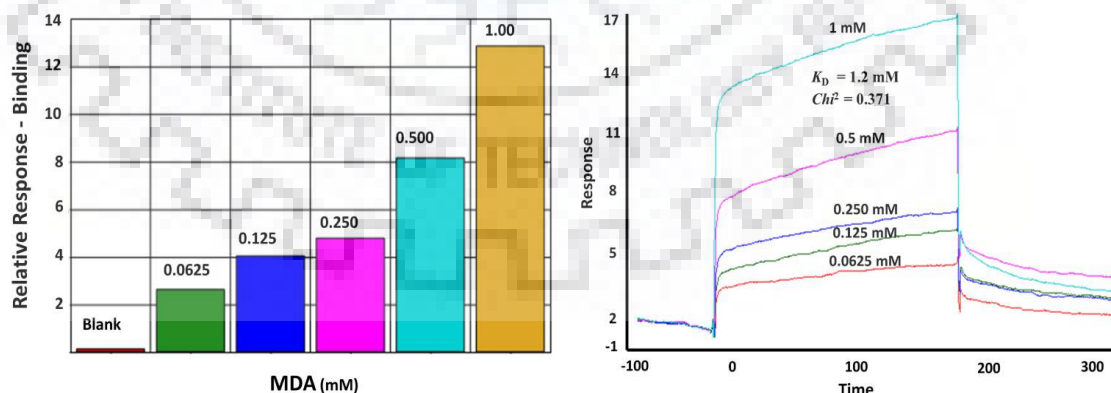 14
12
10
8
6
4
2
Relative Response - Binding
Blank
0.0625
0.125
0.250
0.500
1.00
MDA (mM)
17
14
11
8
5
2
-1
Response
1 mM
K_D = 1.2 mM
Chi² = 0.371
0.5 mM
0.250 mM
0.125 mM
0.0625 mM
-100 0 100 200 300
Time